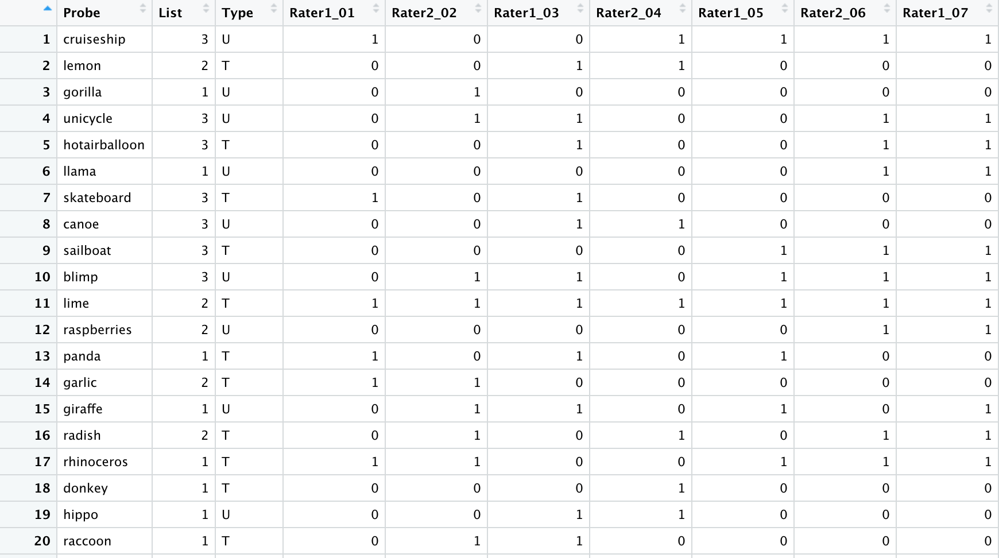 Probe List Type Rater1_01 Rater2_02 Rater1_03 Rater2_04 Rater1_05 Rater2_06 Rater1_07
1 cruiseship 3 U 1 0 0 1 1 1 1
2 lemon 2 T 0 0 1 1 0 0 0
3 gorilla 1 U 0 1 0 0 0 0 0
4 unicycle 3 U 0 1 1 0 0 1 1
5 hotairballoon 3 T 0 0 1 0 0 1 1
6 llama 1 U 0 0 0 0 0 1 1
7 skateboard 3 T 1 0 1 0 0 0 0
8 canoe 3 U 0 0 1 1 0 0 0
9 sailboat 3 T 0 0 0 0 1 1 1
10 blimp 3 U 0 1 1 0 1 1 1
11 lime 2 T 1 1 1 1 1 1 1
12 raspberries 2 U 0 0 0 0 0 1 1
13 panda 1 T 1 0 1 0 1 0 0
14 garlic 2 T 1 1 0 0 0 0 0
15 giraffe 1 U 0 1 1 0 1 0 1
16 radish 2 T 0 1 0 1 0 1 1
17 rhinoceros 1 T 1 1 0 0 1 1 1
18 donkey 1 T 0 0 0 1 0 0 0
19 hippo 1 U 0 0 1 1 0 0 0
20 raccoon 1 T 0 1 1 0 0 0 0